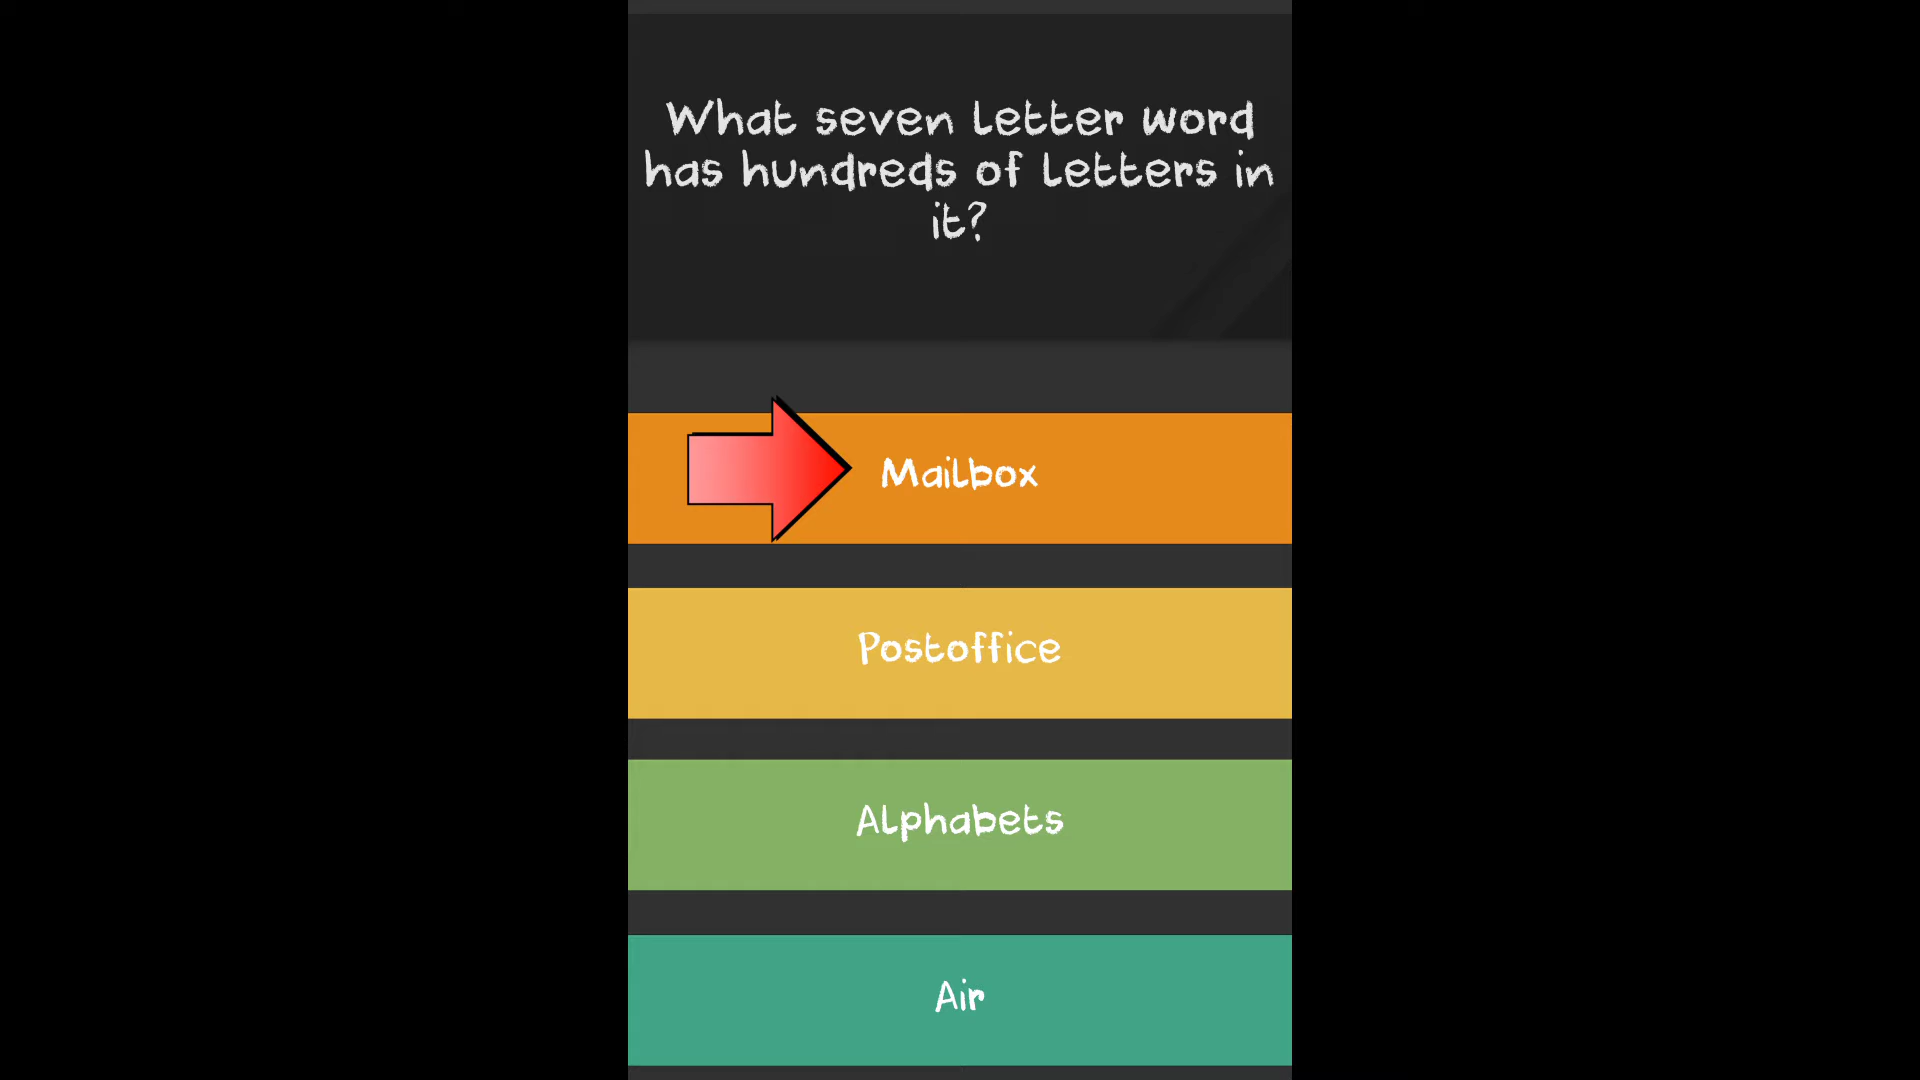 What seven letter word
has hundreds of letters in
it?
Mailbox
Postoffice
Alphabets
Air